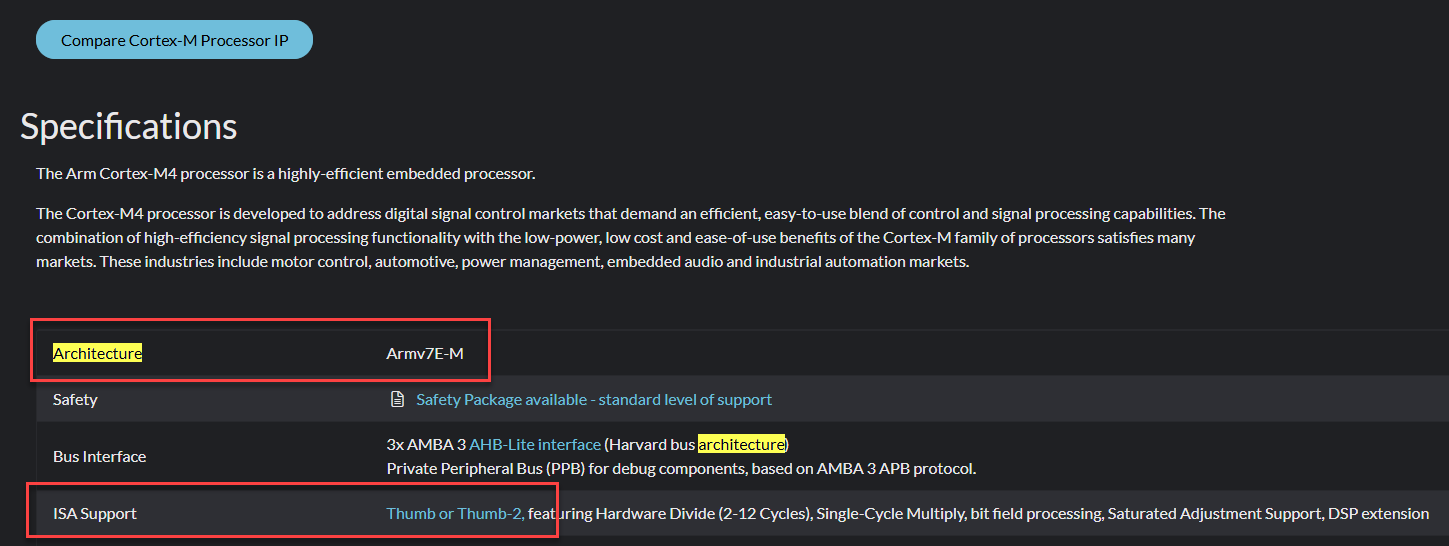 Compare Cortex-M Processor IP
Specifications
The Arm Cortex-M4 processor is a highly-efficient embedded processor.
The Cortex-M4 processor is developed to address digital signal control markets that demand an efficient, easy-to-use blend of control and signal processing capabilities. The
combination of high-efficiency signal processing functionality with the low-power, low cost and ease-of-use benefits of the Cortex-M family of processors satisfies many
markets. These industries include motor control, automotive, power management, embedded audio and industrial automation markets.
Architecture Armv7E-M
Safety Safety Package available - standard level of support
Bus Interface 3x AMBA 3 AHB-Lite interface (Harvard bus architecture)
Private Peripheral Bus (PPB) for debug components, based on AMBA 3 APB protocol.
ISA Support Thumb or Thumb-2, featuring Hardware Divide (2-12 Cycles), Single-Cycle Multiply, bit field processing, Saturated Adjustment Support, DSP extension